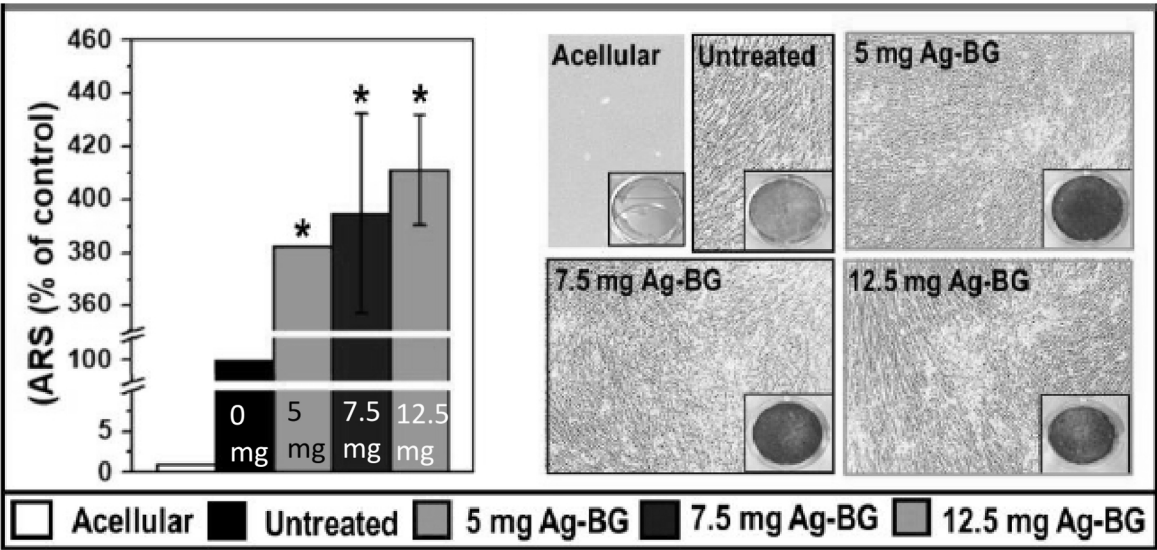 (ARS (% of control)
460
440
420
400
380
360
100
5
0
*
*
*
0
mg
5
mg
7.5
mg
12.5
mg
Acellular
Untreated
5 mg Ag-BG
7.5 mg Ag-BG
12.5 mg Ag-BG
Acellular
Untreated
5 mg Ag-BG
7.5 mg Ag-BG
12.5 mg Ag-BG